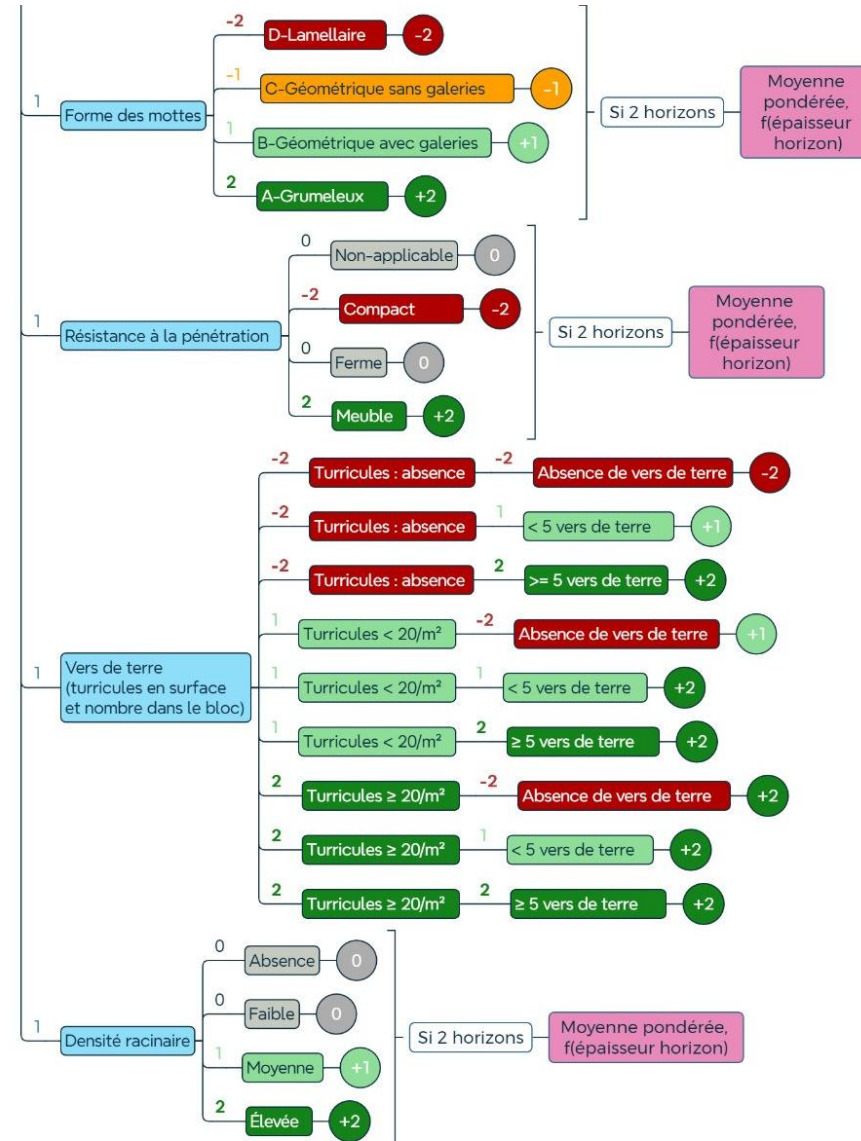 -2 D-Lamellaire -2
-1 C-Géométrique sans galeries -1
1 Forme des mottes
1 B-Géométrique avec galeries +1
2 A-Grumeleux +2
Si 2 horizons
Moyenne
pondérée,
f(épaisseur
horizon)
0 Non-applicable 0
-2 Compact -2
1 Résistance à la pénétration
0 Ferme 0
2 Meuble +2
Si 2 horizons
Moyenne
pondérée,
f(épaisseur
horizon)
-2 Turricules : absence -2 Absence de vers de terre -2
-2 Turricules : absence 1 < 5 vers de terre +1
-2 Turricules : absence 2 >= 5 vers de terre +2
1 Turricules < 20/m² -2 Absence de vers de terre +1
1 Vers de terre
(turricules en surface
et nombre dans le bloc)
1 Turricules < 20/m² 1 < 5 vers de terre +2
1 Turricules < 20/m² 2 ≥ 5 vers de terre +2
2 Turricules ≥ 20/m² -2 Absence de vers de terre +2
2 Turricules ≥ 20/m² 1 < 5 vers de terre +2
2 Turricules ≥ 20/m² 2 ≥ 5 vers de terre +2
0 Absence 0
0 Faible 0
1 Densité racinaire
1 Moyenne +1
2 Élevée +2
Si 2 horizons
Moyenne pondérée,
f(épaisseur horizon)